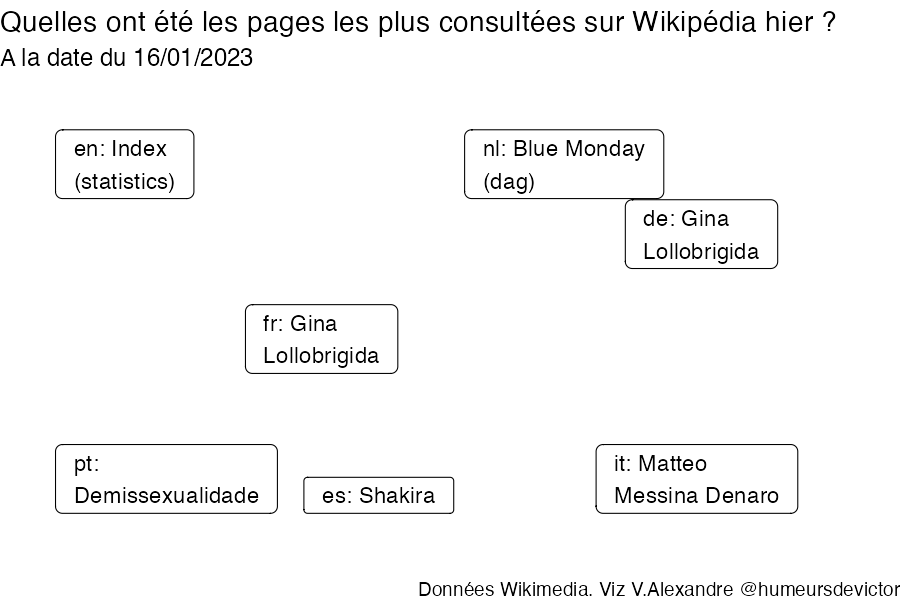 Quelles ont été les pages les plus consultées sur Wikipédia hier ?
A la date du 16/01/2023
en: Index
(statistics)
nl: Blue Monday
(dag)
de: Gina
Lollobrigida
fr: Gina
Lollobrigida
pt:
Demissexualidade
es: Shakira
it: Matteo
Messina Denaro
Données Wikimedia. Viz V.Alexandre @humeursdevictor